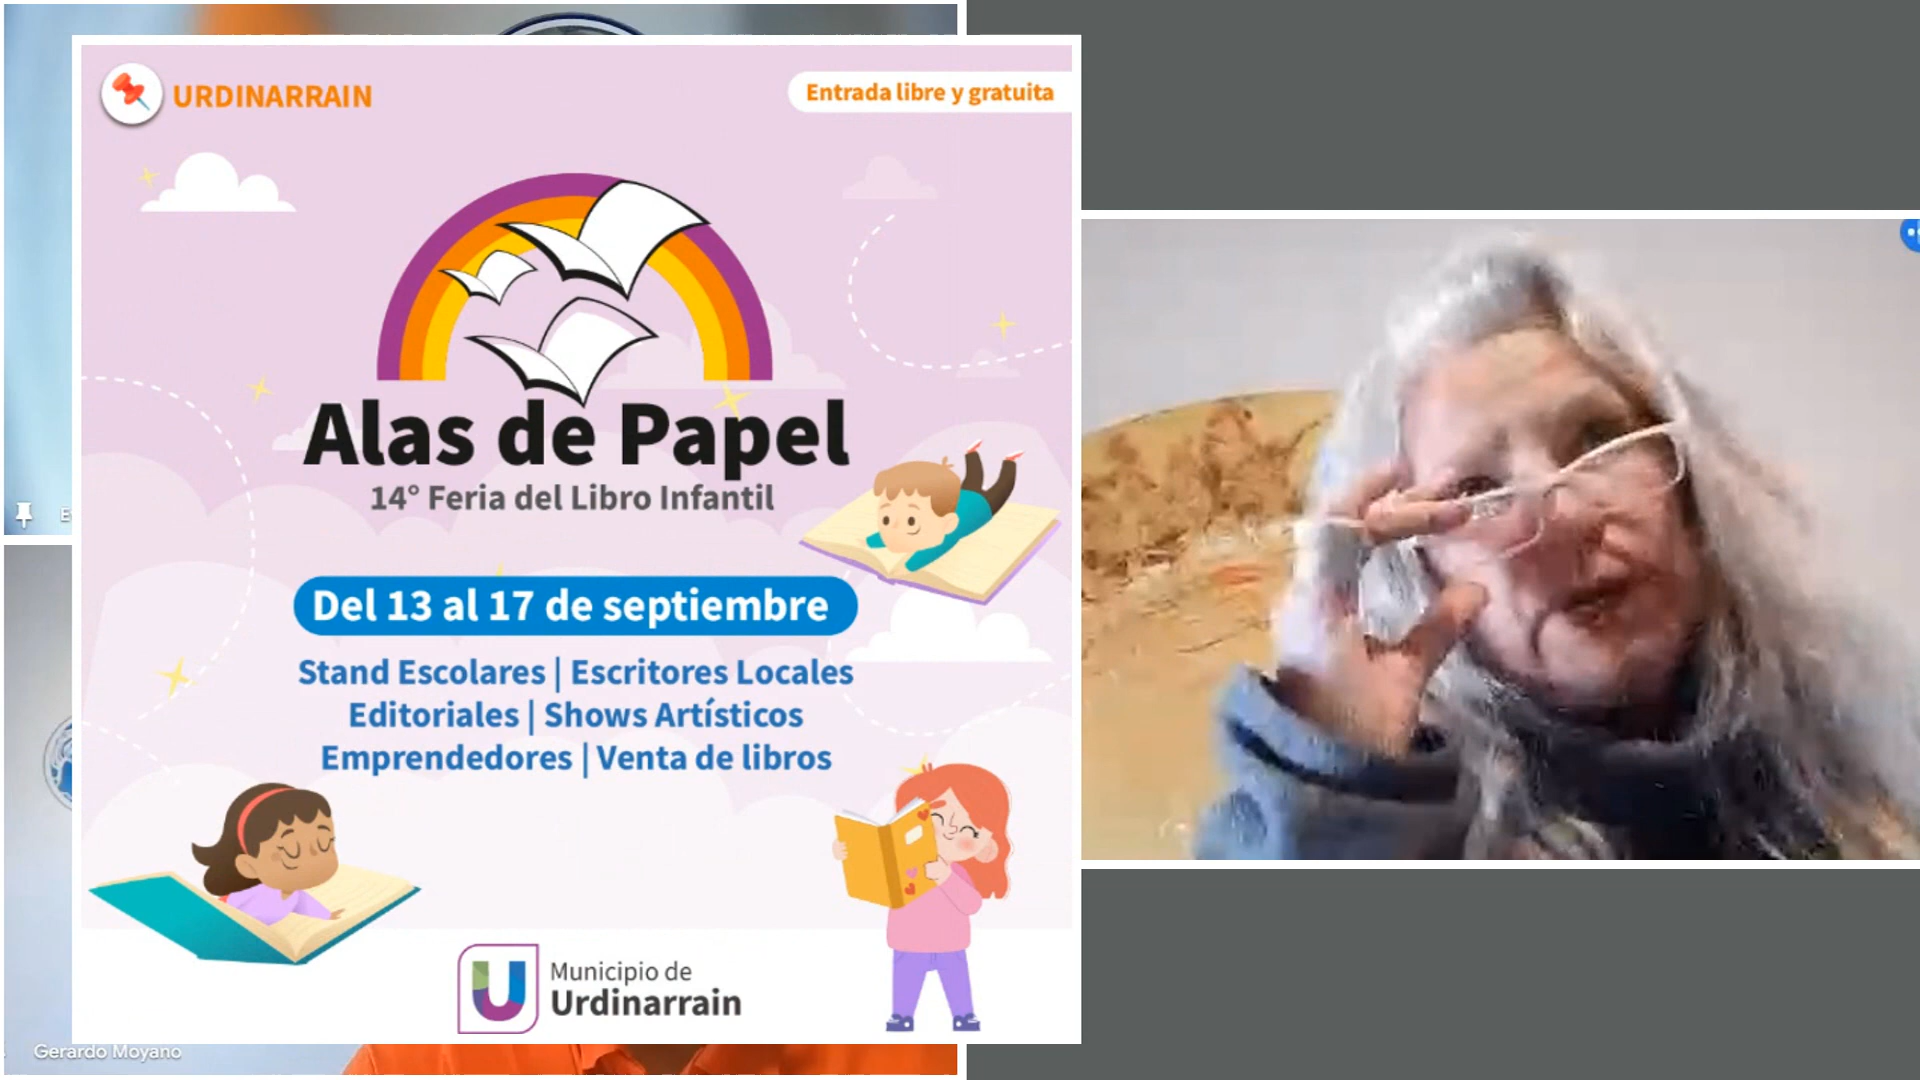 URDINARRAIN
Entrada libre y gratuita
Alas de Papel
14° Feria del Libro Infantil
Del 13 al 17 de septiembre
Stand Escolares | Escritores Locales
Editoriales | Shows Artísticos
Emprendedores | Venta de libros
Municipio de
Urdinarrain
Gerardo Moyano